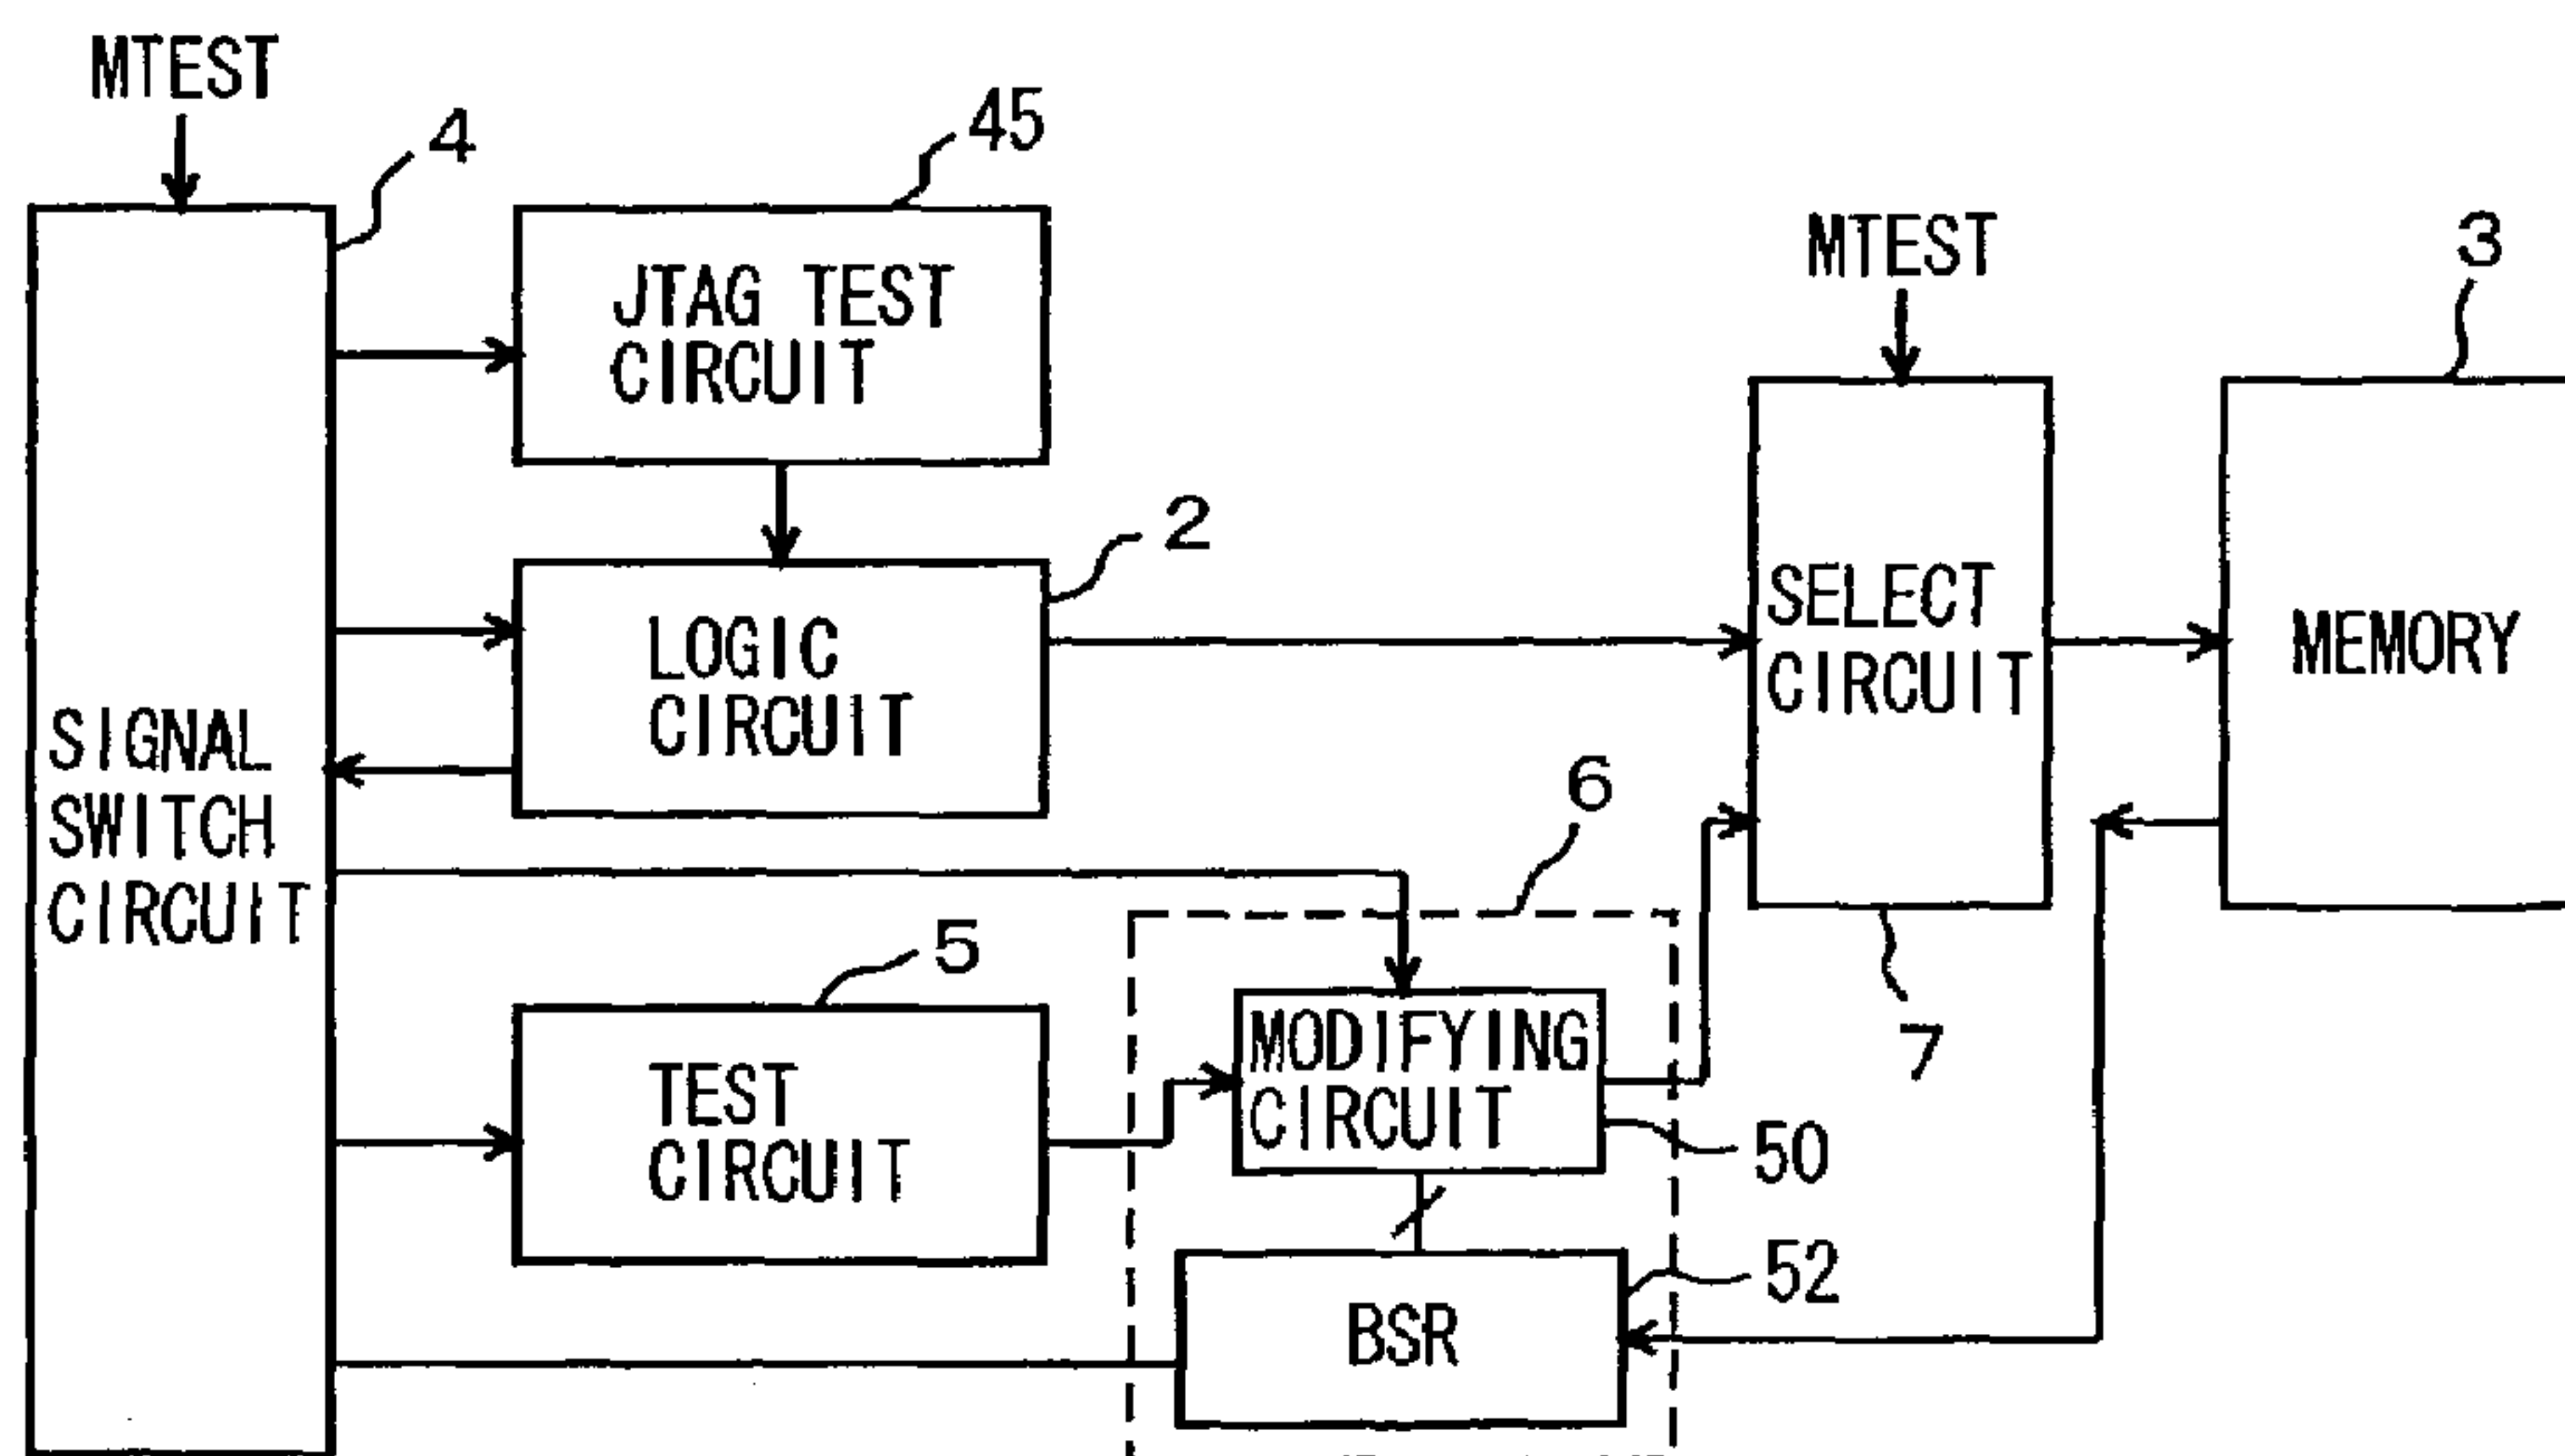 MTEST
4
45
JTAG TEST
CIRCUIT
MTEST
3
2
LOGIC
CIRCUIT
SELECT
CIRCUIT
MEMORY
SIGNAL
SWITCH
CIRCUIT
6
5
7
TEST
CIRCUIT
MODIFYING
CIRCUIT
50
52
BSR